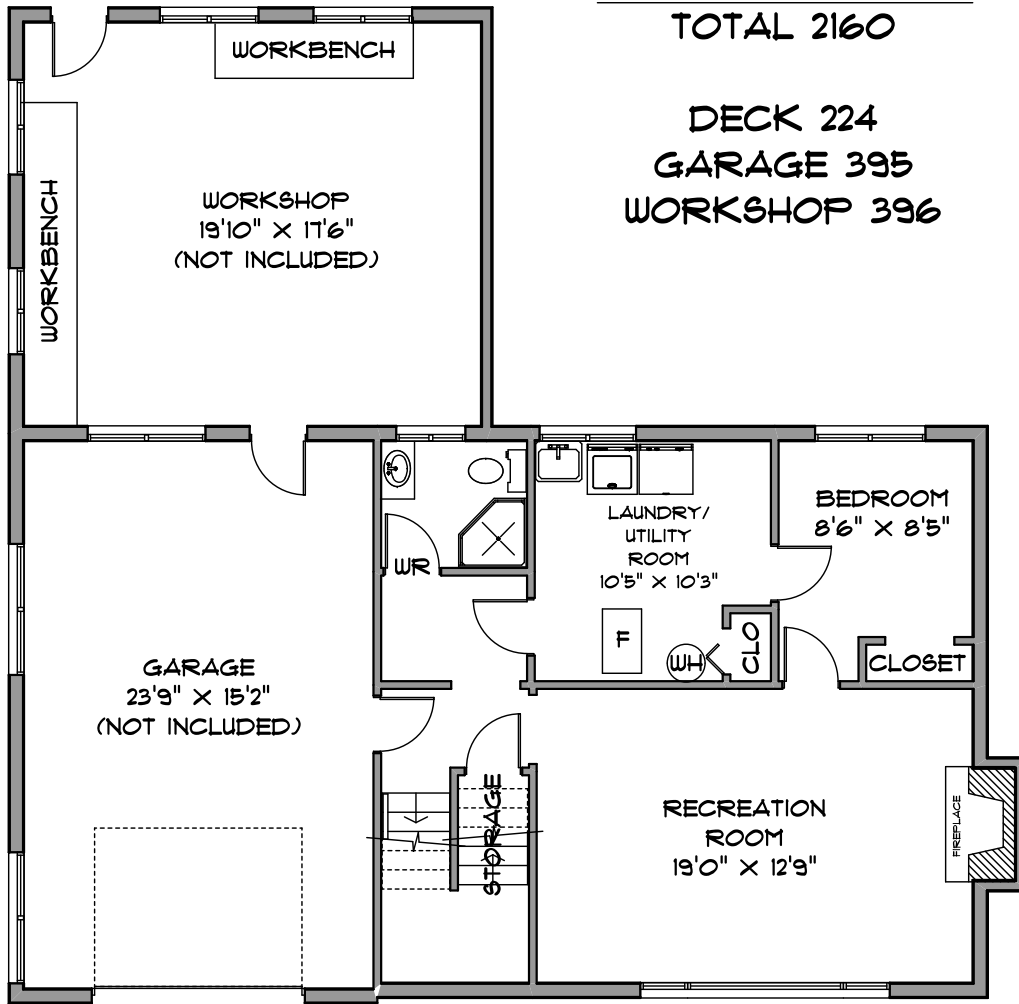 TOTAL 2160
DECK 224
GARAGE 395
WORKSHOP 396
WORKBENCH
WORKBENCH
WORKSHOP
19'10" X 17'6"
(NOT INCLUDED)
BEDROOM
8'6" X 8'5"
LAUNDRY/
UTILITY
ROOM
10'5" X 10'3"
WR
F
WH
CLO
CLOSET
GARAGE
23'9" X 15'2"
(NOT INCLUDED)
STORAGE
RECREATION
ROOM
19'0" X 12'9"
FIREPLACE